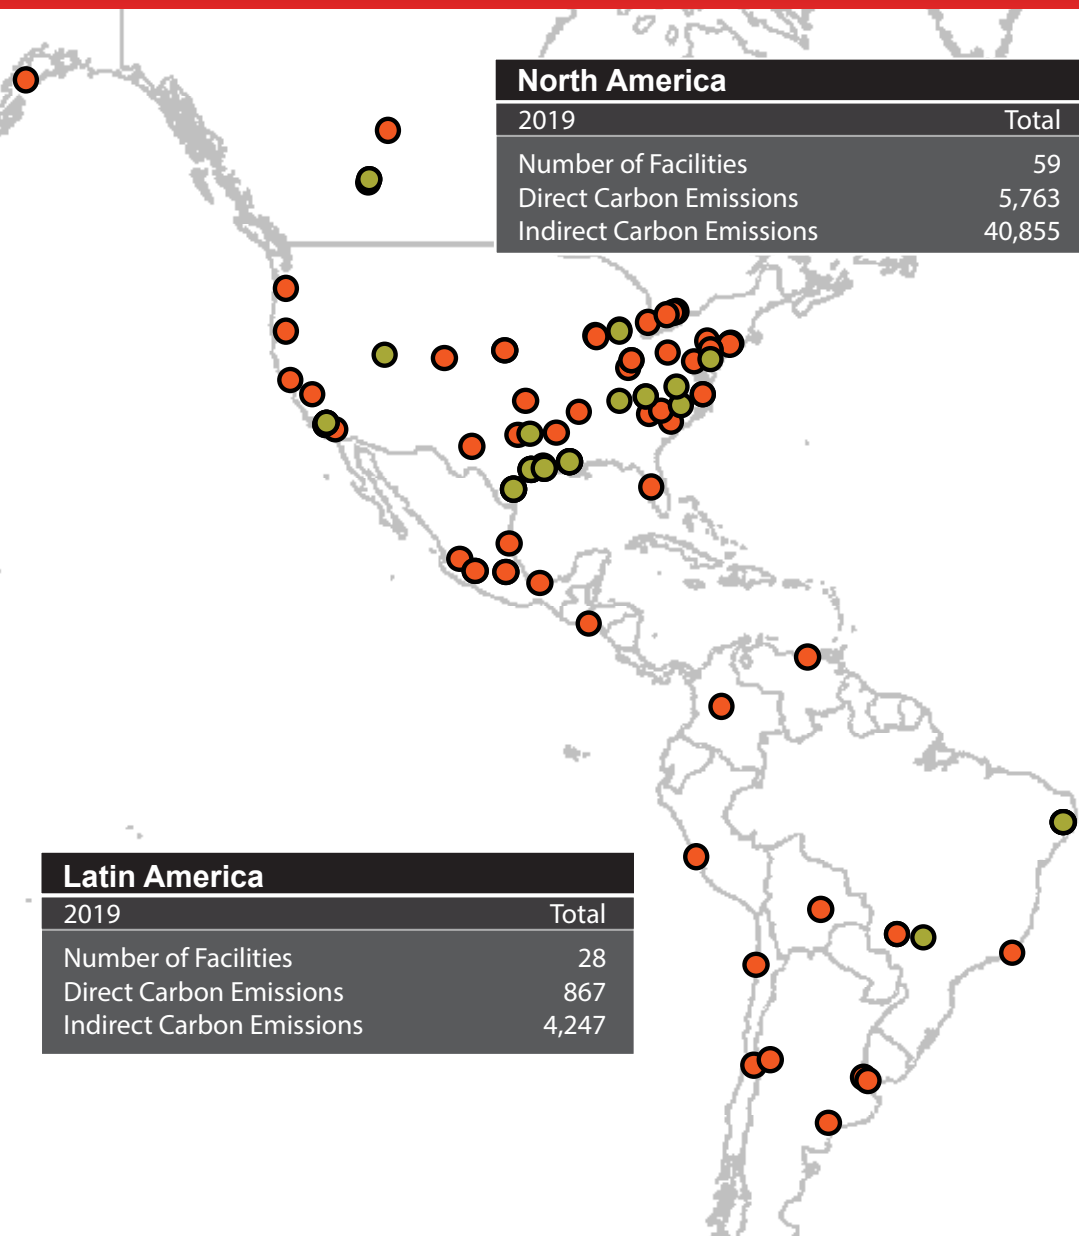 North America
2019 Total
Number of Facilities 59
Direct Carbon Emissions 5,763
Indirect Carbon Emissions 40,855
Latin America
2019 Total
Number of Facilities 28
Direct Carbon Emissions 867
Indirect Carbon Emissions 4,247